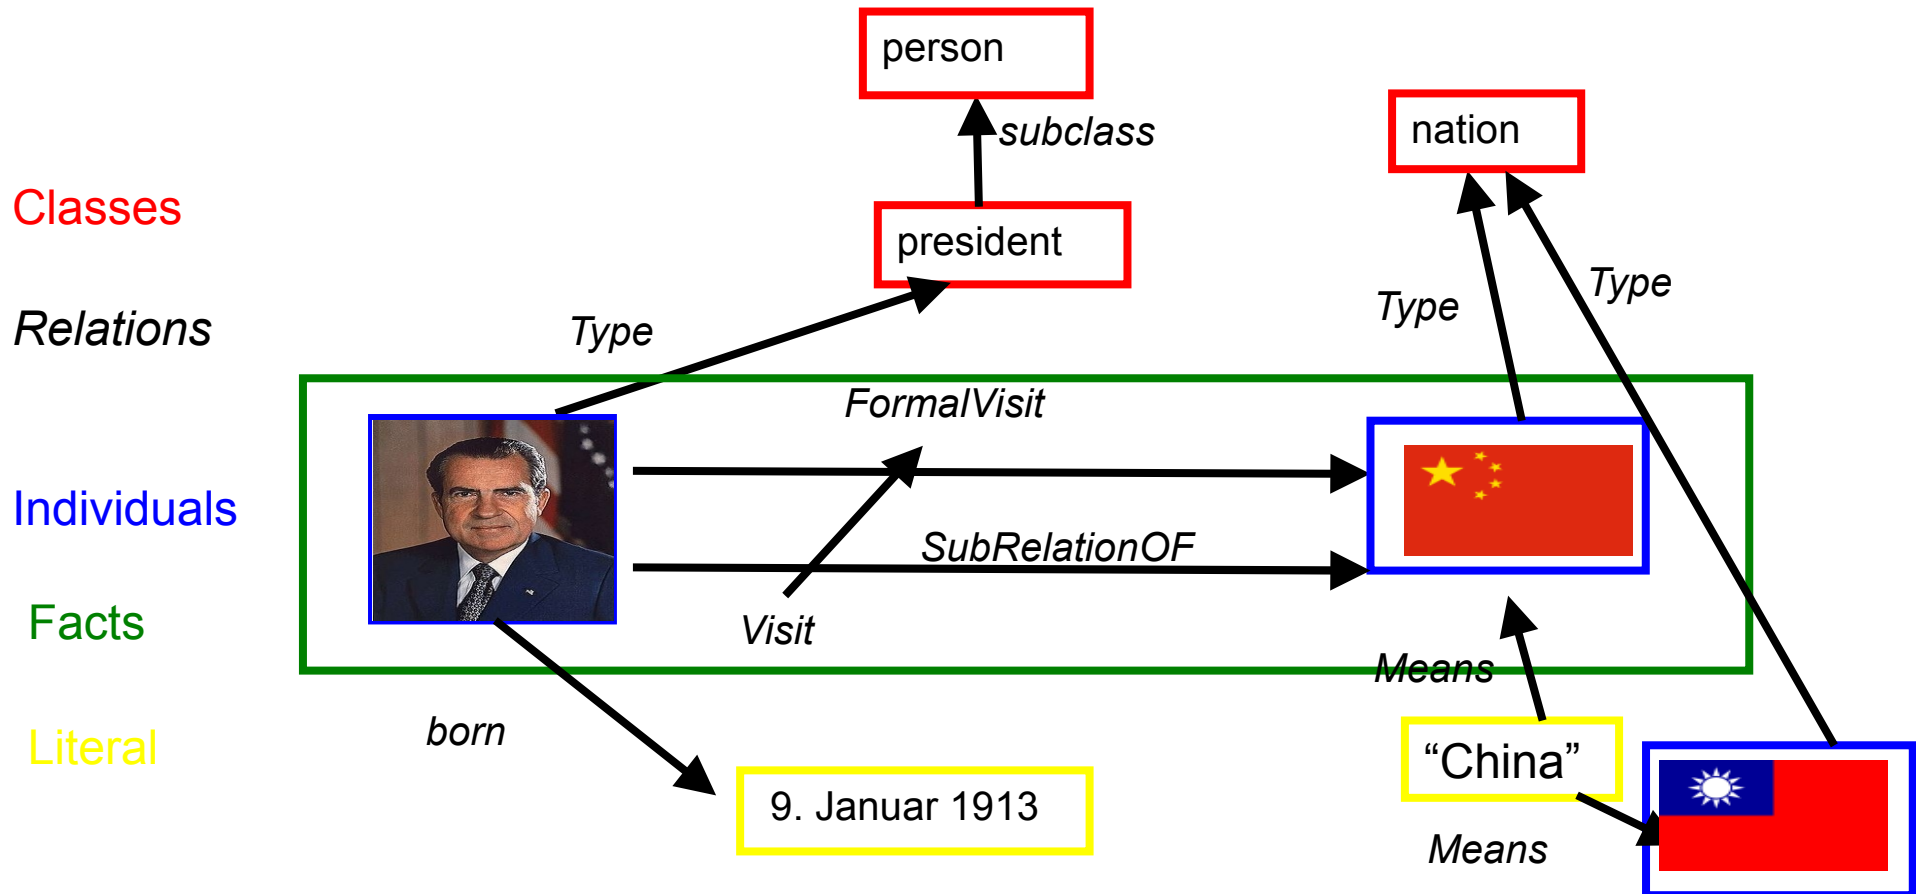 person
subclass
nation
Classes
president
Type
Type
Relations
Type
FormalVisit
Individuals
SubRelationOF
Facts
Visit
Means
born
Literal
“China”
9. Januar 1913
Means